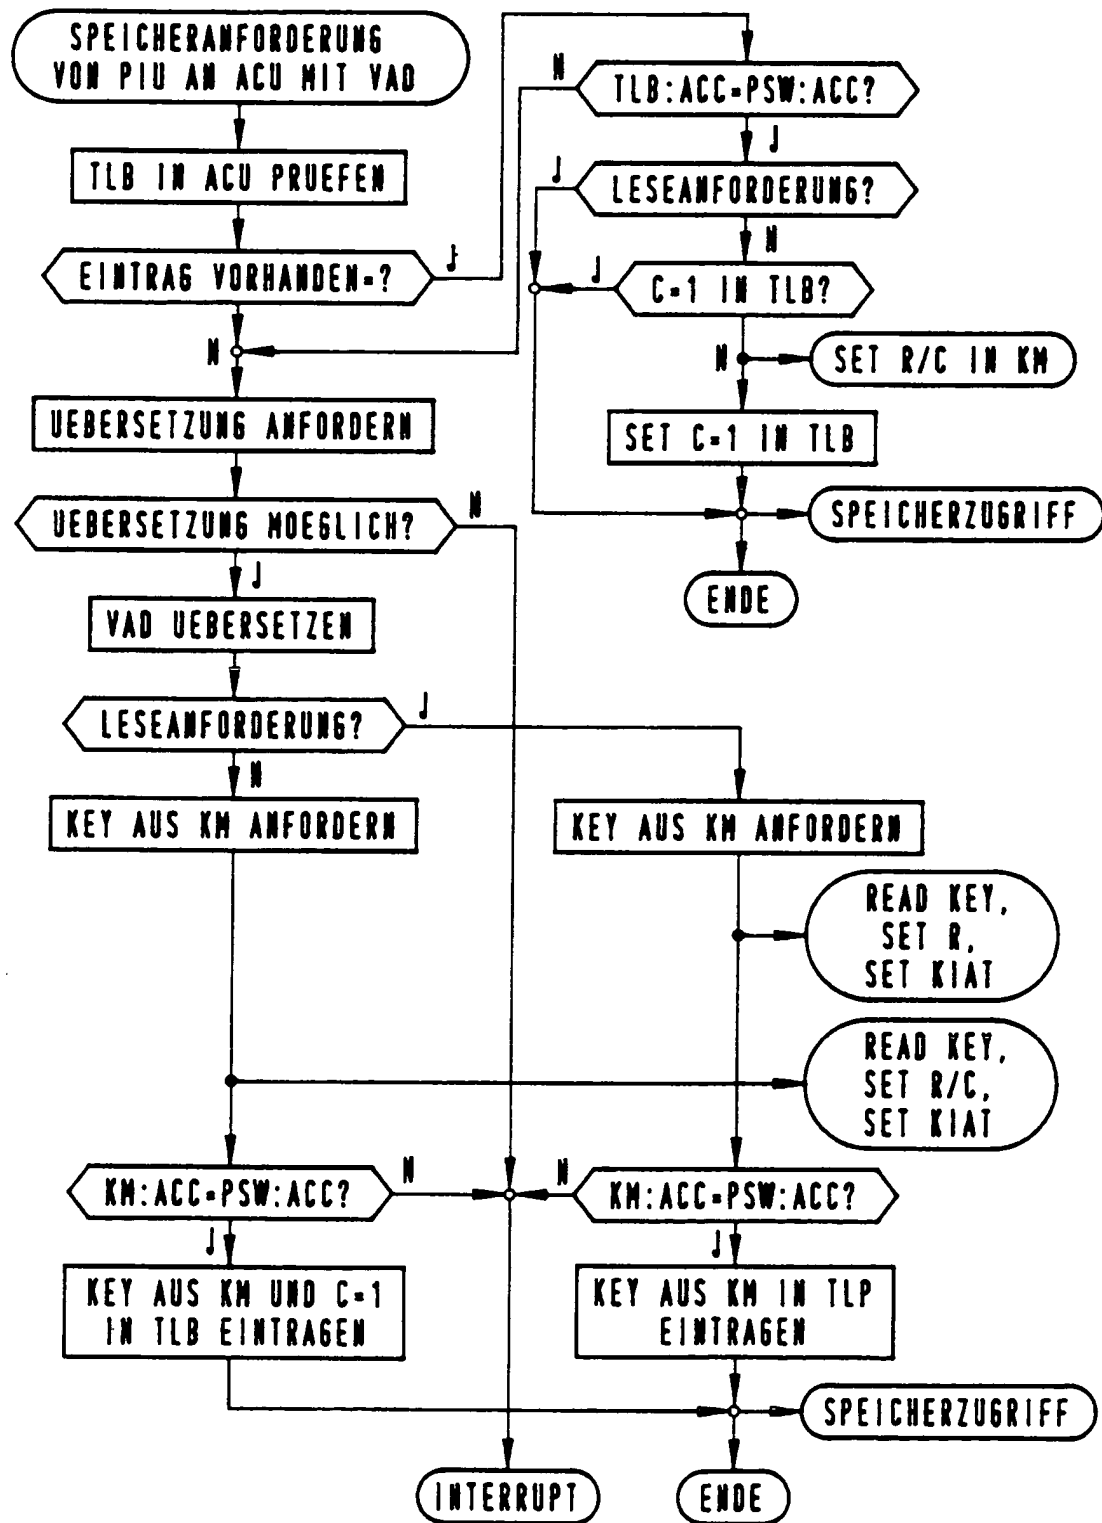 SPEICHERANFORDERUNG
VON PIU AN ACU MIT VAD
TLB IN ACU PRUEFEN
EINTRAG VORHANDEN=?
J
N
UEBERSETZUNG ANFORDERN
UEBERSETZUNG MOEGLICH?
N
J
VAD UEBERSETZEN
LESEANFORDERUNG?
J
N
KEY AUS KM ANFORDERN
KM:ACC=PSW:ACC?
N
J
KEY AUS KM UND C=1
IN TLB EINTRAGEN
INTERRUPT
N
TLB:ACC=PSW:ACC?
J
J
LESEANFORDERUNG?
N
J
C=1 IN TLB?
N
SET R/C IN KM
SET C=1 IN TLB
SPEICHERZUGRIFF
ENDE
KEY AUS KM ANFORDERN
READ KEY,
SET R,
SET KIAT
READ KEY,
SET R/C,
SET KIAT
N
KM:ACC=PSW:ACC?
J
KEY AUS KM IN TLP
EINTRAGEN
SPEICHERZUGRIFF
ENDE